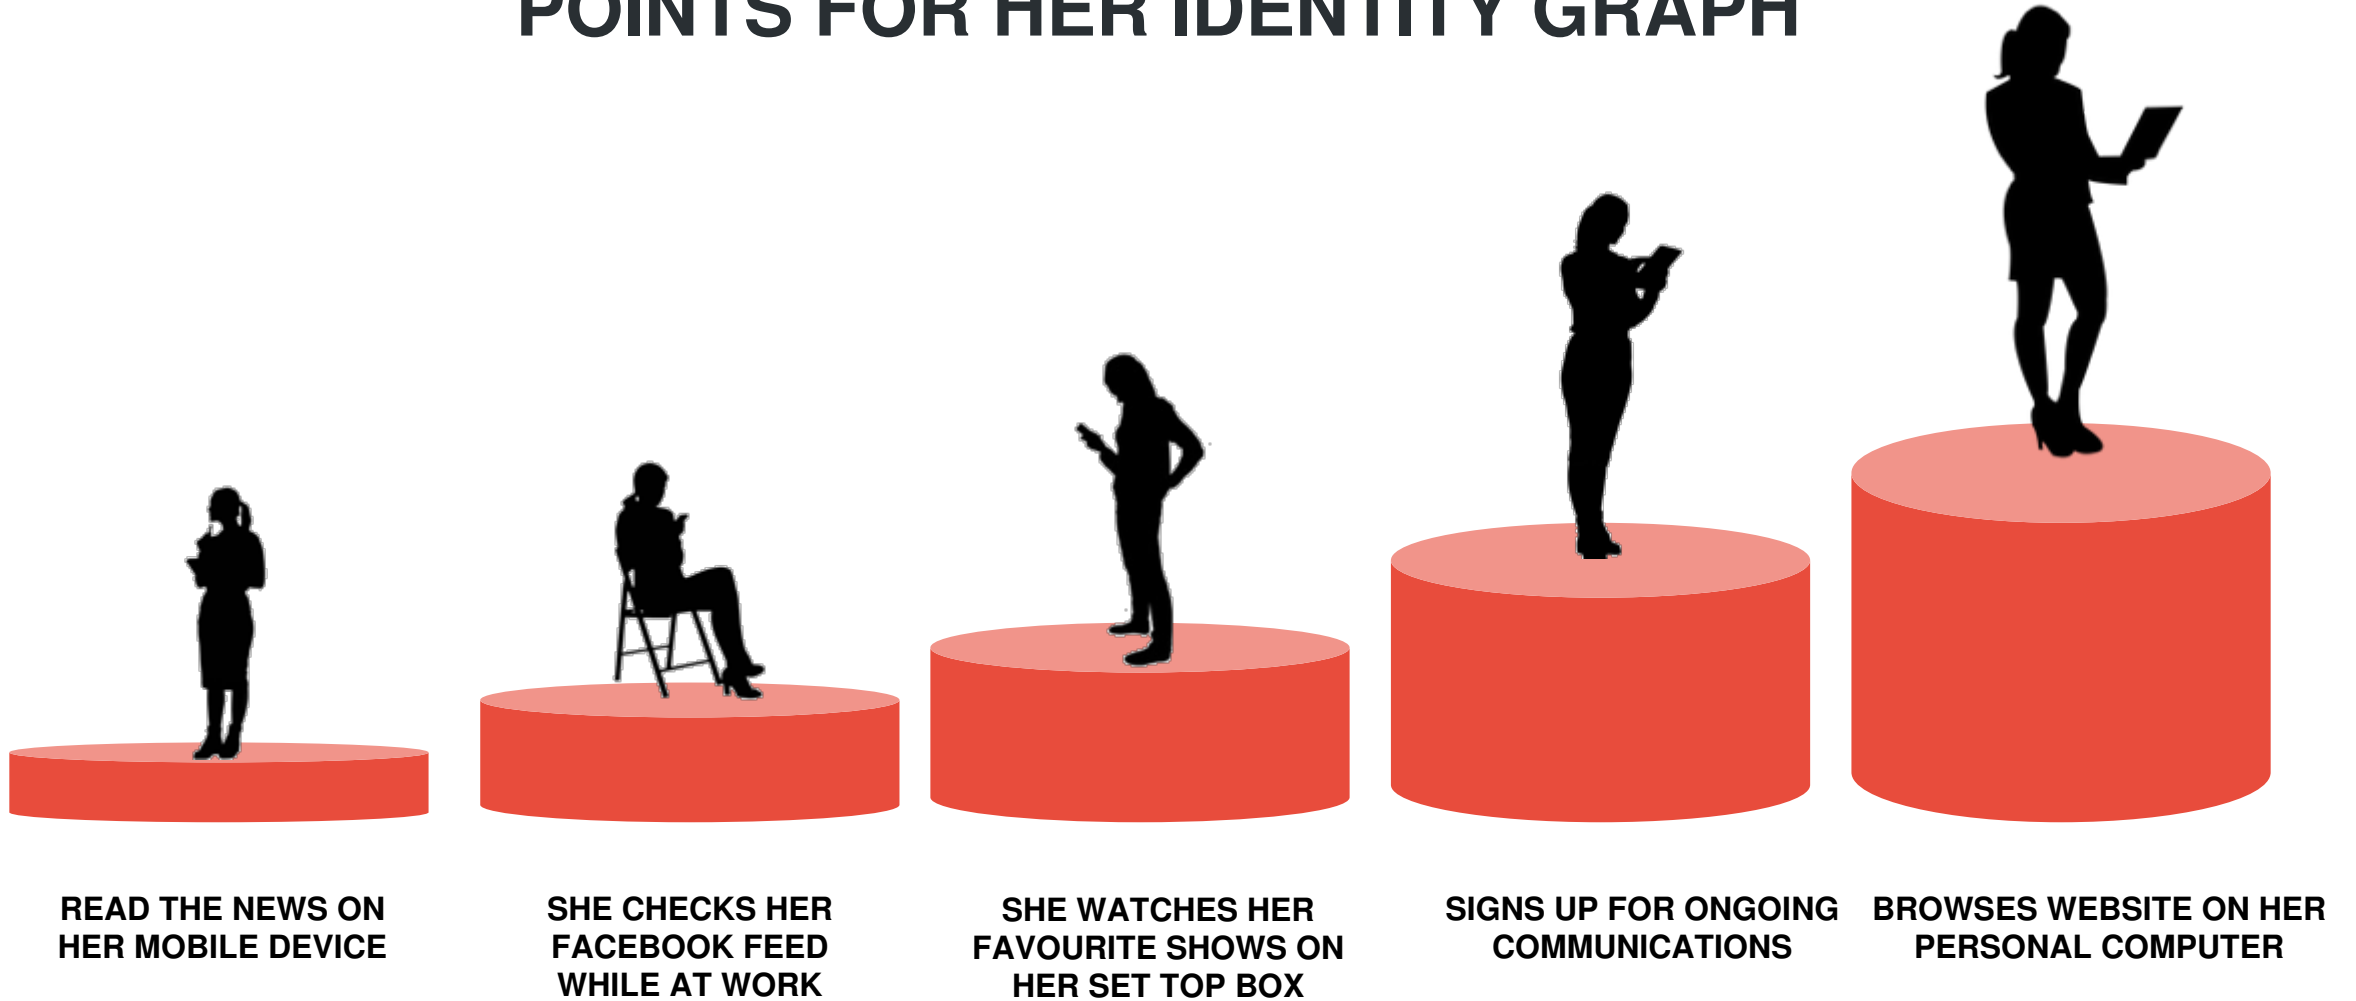 POINTS FOR HER IDENTITY GRAPH
READ THE NEWS ON
HER MOBILE DEVICE
SHE CHECKS HER
FACEBOOK FEED
WHILE AT WORK
SHE WATCHES HER
FAVOURITE SHOWS ON
HER SET TOP BOX
SIGNS UP FOR ONGOING
COMMUNICATIONS
BROWSES WEBSITE ON HER
PERSONAL COMPUTER